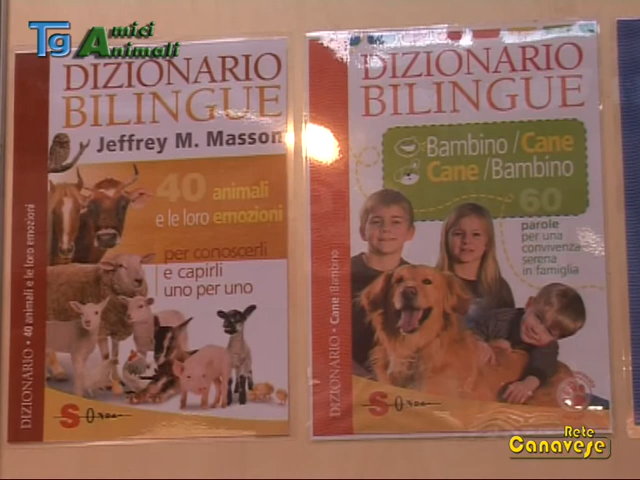 Tg Amici Animali
DIZIONARIO
BILINGUE
Jeffrey M. Masson
40 animali
e le loro emozioni
per conoscerli
e capirli
uno per uno
DIZIONARIO • 40 animali e le loro emozioni
SONDA
DIZIONARIO
BILINGUE
Bambino/Cane
Cane/Bambino
60
parole
per una
convivenza
serena
in famiglia
DIZIONARIO • Cane/Bambino
SONDA
Rete
Canavese